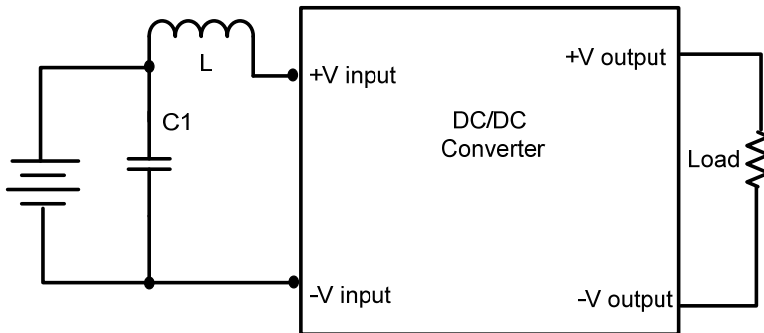 L
+V input
+V output
C1
DC/DC
Converter
Load
–V input
–V output